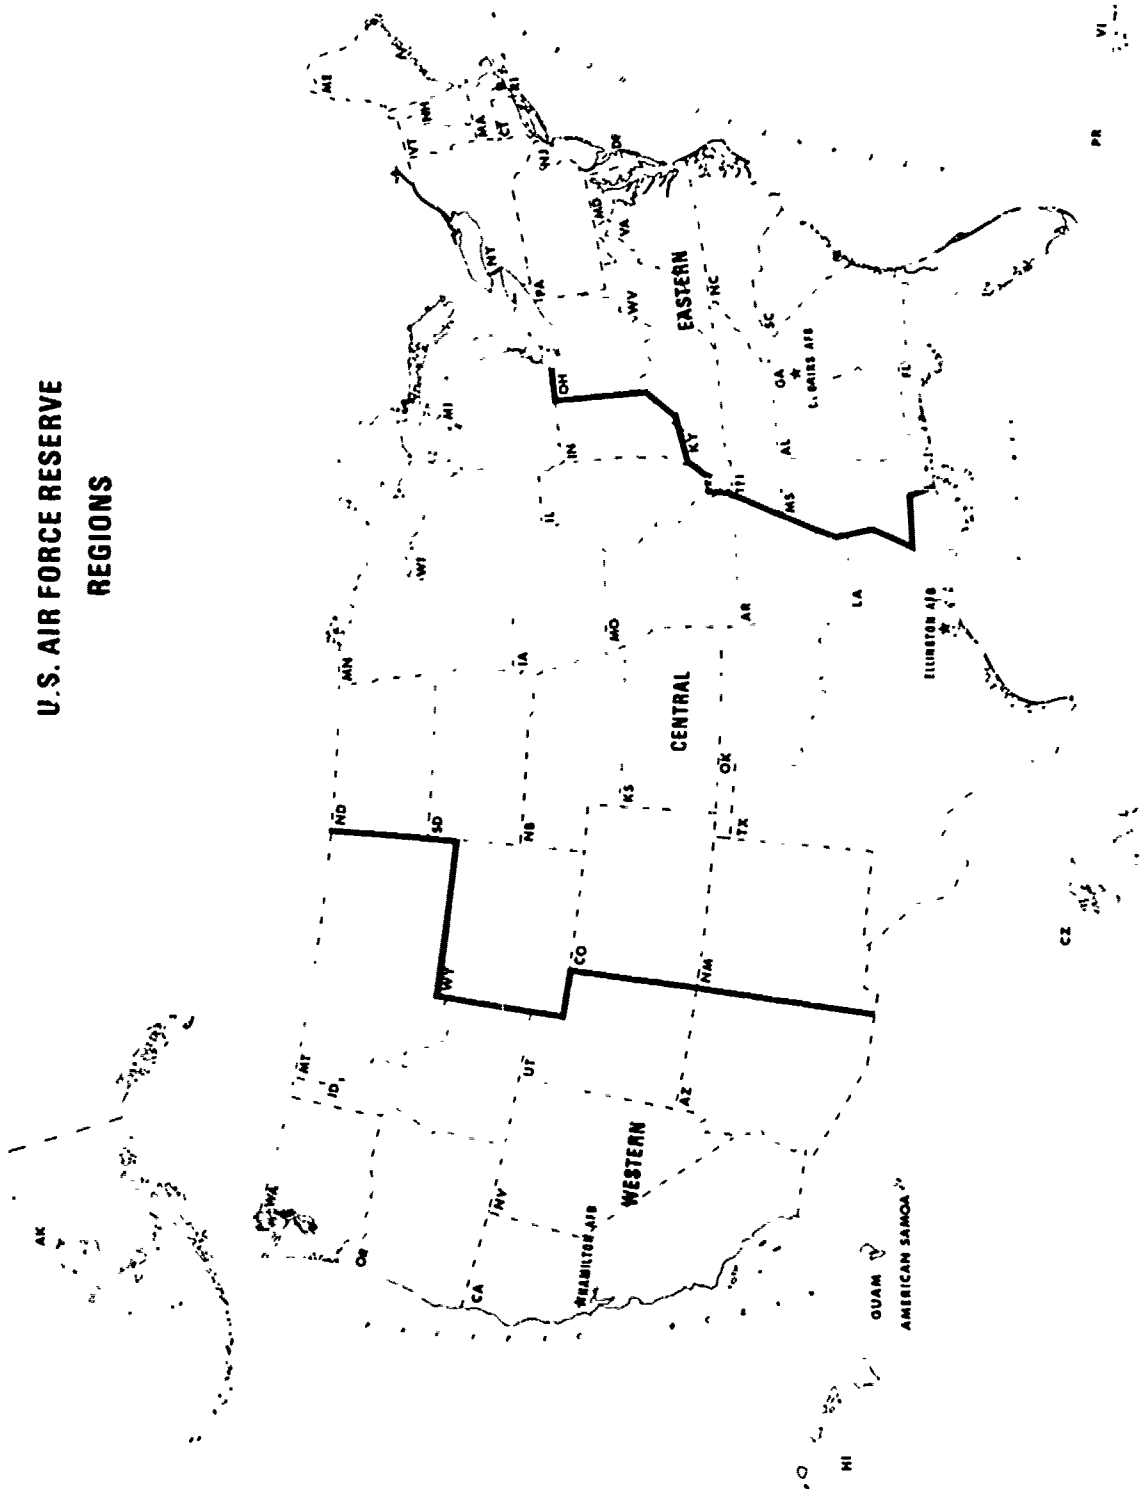 U.S. AIR FORCE RESERVE
REGIONS
AK
WA
OR
MT
ID
NV
CA
UT
WY
CO
AZ
NM
WESTERN
HAMILTON AFB
HI
GUAM
AMERICAN SAMOA
ND
SD
NB
KS
OK
TX
MN
IA
MO
AR
LA
WI
IL
MI
IN
CENTRAL
ELLINGTON AFB
CZ
OH
KY
MS
AL
GA
FL
SC
NC
EASTERN
WV
VA
MD
DE
PA
NJ
NY
CT
RI
MA
VT
NH
ME
PR
VI